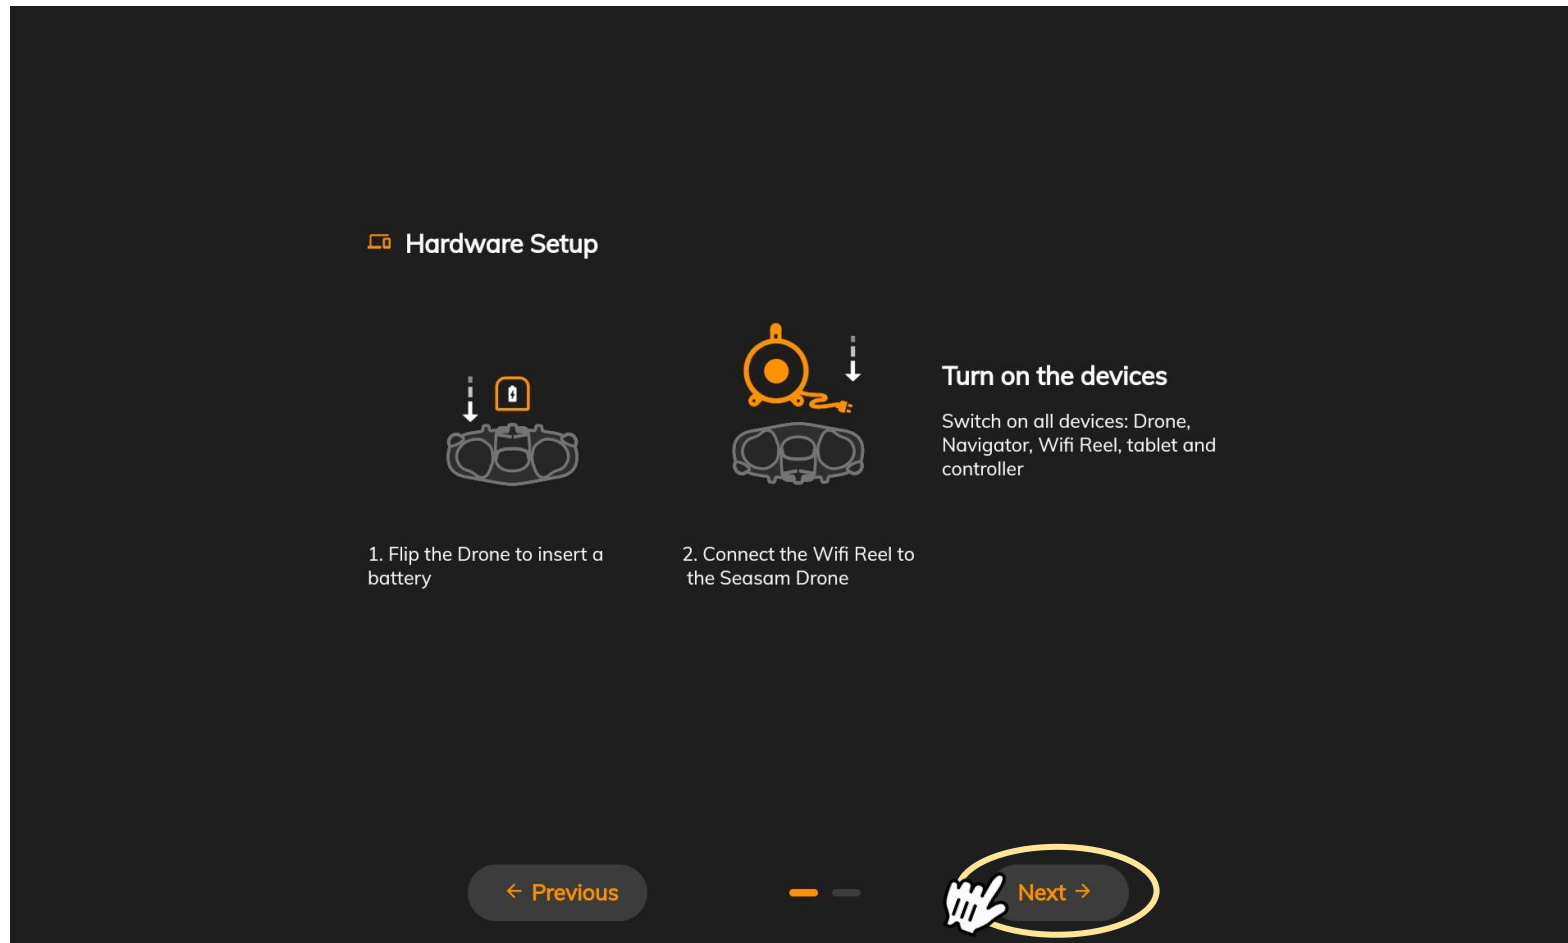 Hardware Setup
1. Flip the Drone to insert a
battery
2. Connect the Wifi Reel to
the Seasam Drone
Turn on the devices
Switch on all devices: Drone,
Navigator, Wifi Reel, tablet and
controller
← Previous
Next →